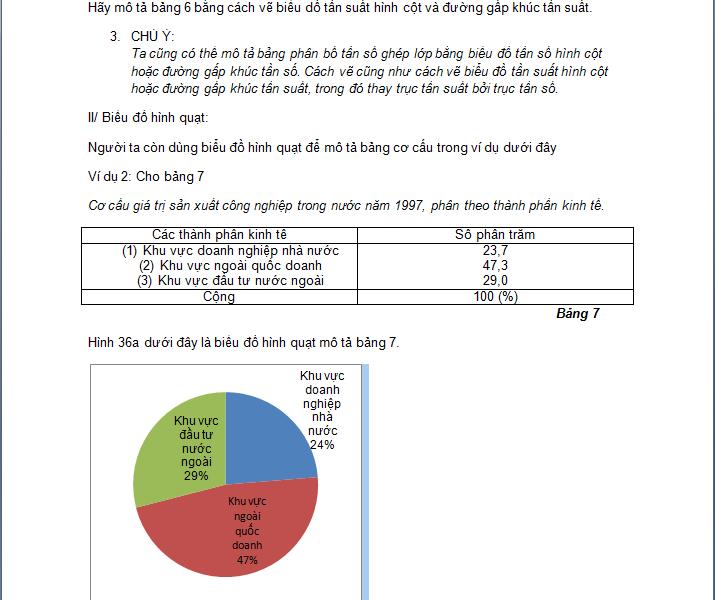 Hãy mô tả bảng 6 bằng cách vẽ biểu đồ tần suất hình cột và đường gấp khúc tần suất.
3. CHÚ Ý:
Ta cũng có thể mô tả bảng phân bố tần số ghép lớp bằng biểu đồ tần số hình cột
hoặc đường gấp khúc tần số. Cách vẽ cũng như cách vẽ biểu đồ tần suất hình cột
hoặc đường gấp khúc tần suất, trong đó thay trục tần suất bởi trục tần số.
II/ Biểu đồ hình quạt:
Người ta còn dùng biểu đồ hình quạt để mô tả bảng cơ cấu trong ví dụ dưới đây
Ví dụ 2: Cho bảng 7
Cơ cấu giá trị sản xuất công nghiệp trong nước năm 1997, phân theo thành phần kinh tế.
Các thành phần kinh tế Số phần trăm
(1) Khu vực doanh nghiệp nhà nước 23,7
(2) Khu vực ngoài quốc doanh 47,3
(3) Khu vực đầu tư nước ngoài 29,0
Cộng 100 (%)
Bảng 7
Hình 36a dưới đây là biểu đồ hình quạt mô tả bảng 7.
Khu vực
doanh
nghiệp
nhà
nước
24%
Khu vực
đầu tư
nước
ngoài
29%
Khu vực
ngoài
quốc
doanh
47%